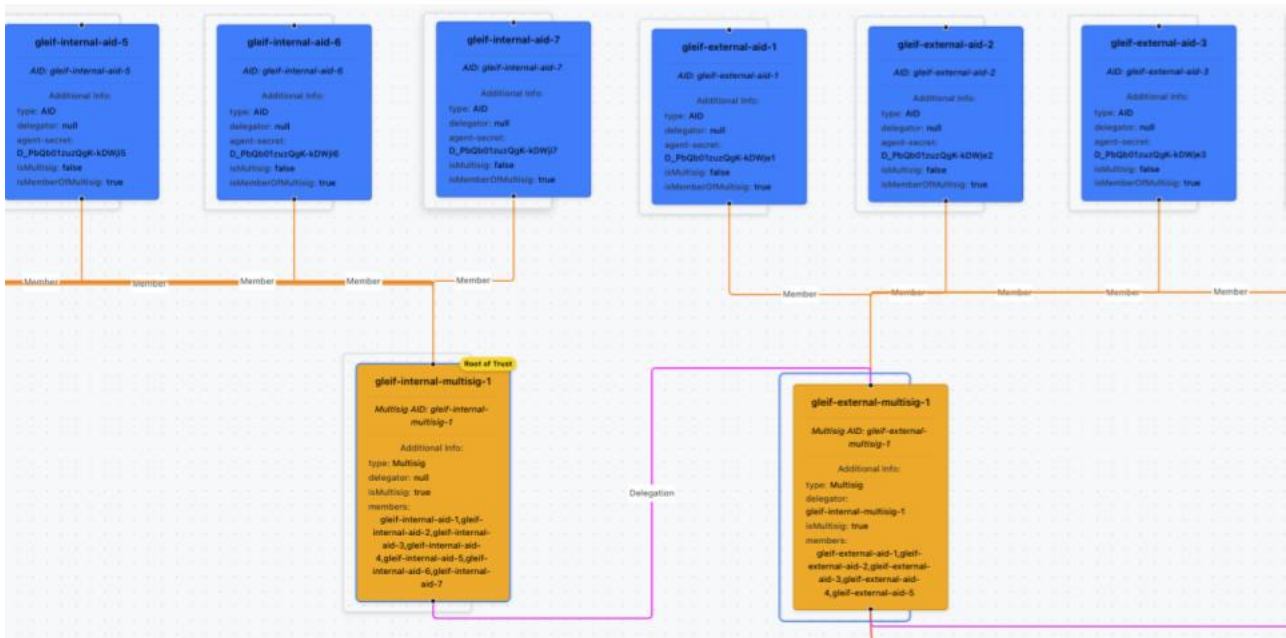 gleif-internal-aid-5
AID: gleif-internal-aid-5
Additional Info:
type: AID
delegator: null
agent-secret:
D_PbQb01zuzQgK-kDWji5
isMultisig: false
isMemberOfMultisig: true
gleif-internal-aid-6
AID: gleif-internal-aid-6
Additional Info:
type: AID
delegator: null
agent-secret:
D_PbQb01zuzQgK-kDWji6
isMultisig: false
isMemberOfMultisig: true
gleif-internal-aid-7
AID: gleif-internal-aid-7
Additional Info:
type: AID
delegator: null
agent-secret:
D_PbQb01zuzQgK-kDWji7
isMultisig: false
isMemberOfMultisig: true
gleif-external-aid-1
AID: gleif-external-aid-1
Additional Info:
type: AID
delegator: null
agent-secret:
D_PbQb01zuzQgK-kDWje1
isMultisig: false
isMemberOfMultisig: true
gleif-external-aid-2
AID: gleif-external-aid-2
Additional Info:
type: AID
delegator: null
agent-secret:
D_PbQb01zuzQgK-kDWje2
isMultisig: false
isMemberOfMultisig: true
gleif-external-aid-3
AID: gleif-external-aid-3
Additional Info:
type: AID
delegator: null
agent-secret:
D_PbQb01zuzQgK-kDWje3
isMultisig: false
isMemberOfMultisig: true
Member
Member
Member
Member
Member
Member
Member
Member
Member
Member
Root of Trust
gleif-internal-multisig-1
Multisig AID: gleif-internal-
multisig-1
Additional Info:
type: Multisig
delegator: null
isMultisig: true
members:
gleif-internal-aid-1,gleif-
internal-aid-2,gleif-internal-
aid-3,gleif-internal-aid-
4,gleif-internal-aid-5,gleif-
internal-aid-6,gleif-internal-
aid-7
Delegation
gleif-external-multisig-1
Multisig AID: gleif-external-
multisig-1
Additional Info:
type: Multisig
delegator:
gleif-internal-multisig-1
isMultisig: true
members:
gleif-external-aid-1,gleif-
external-aid-2,gleif-external-
aid-3,gleif-external-aid-
4,gleif-external-aid-5